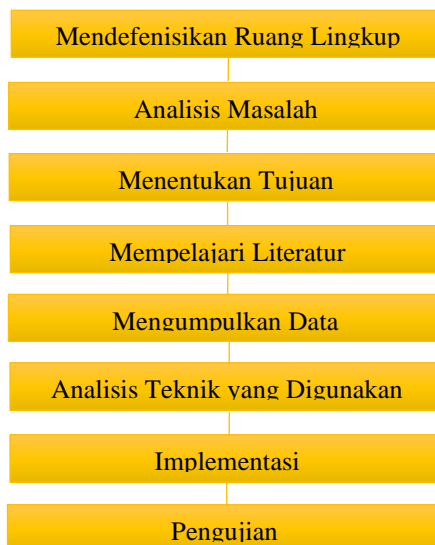 Mendefenisikan Ruang Lingkup
Analisis Masalah
Menentukan Tujuan
Mempelajari Literatur
Mengumpulkan Data
Analisis Teknik yang Digunakan
Implementasi
Pengujian